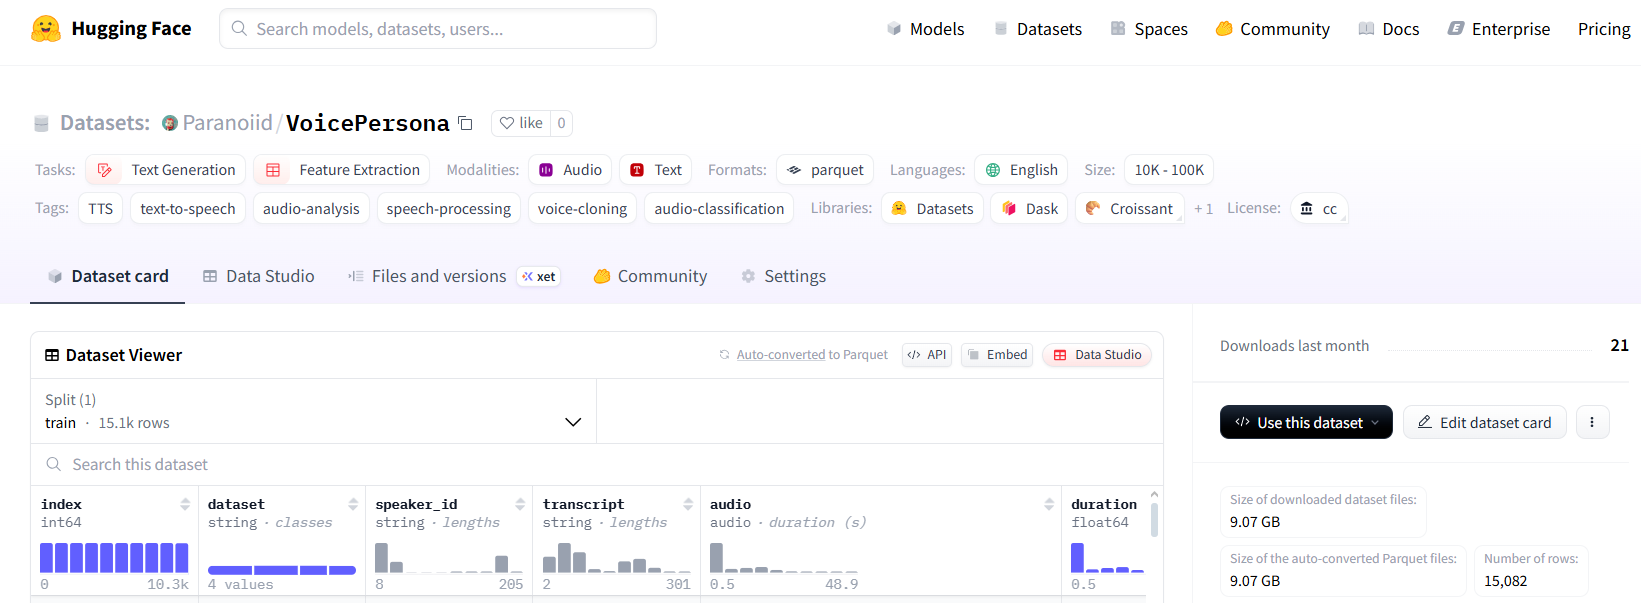 Hugging Face
Search models, datasets, users...
Models Datasets Spaces Community Docs Enterprise Pricing
Datasets: Paranoiid/VoicePersona like 0
Tasks: Text Generation Feature Extraction Modalities: Audio Text Formats: parquet Languages: English Size: 10K - 100K
Tags: TTS text-to-speech audio-analysis speech-processing voice-cloning audio-classification Libraries: Datasets Dask Croissant + 1 License: cc
Dataset card Data Studio Files and versions xet Community Settings
Dataset Viewer Auto-converted to Parquet API Embed Data Studio
Split (1)
train · 15.1k rows
Search this dataset
index dataset speaker_id transcript audio duration
int64 string · classes string · lengths string · lengths audio · duration (s) float64
0 10.3k 4 values 8 205 2 301 0.5 48.9 0.5
Downloads last month 21
Use this dataset Edit dataset card
Size of downloaded dataset files:
9.07 GB
Size of the auto-converted Parquet files: Number of rows:
9.07 GB 15,082